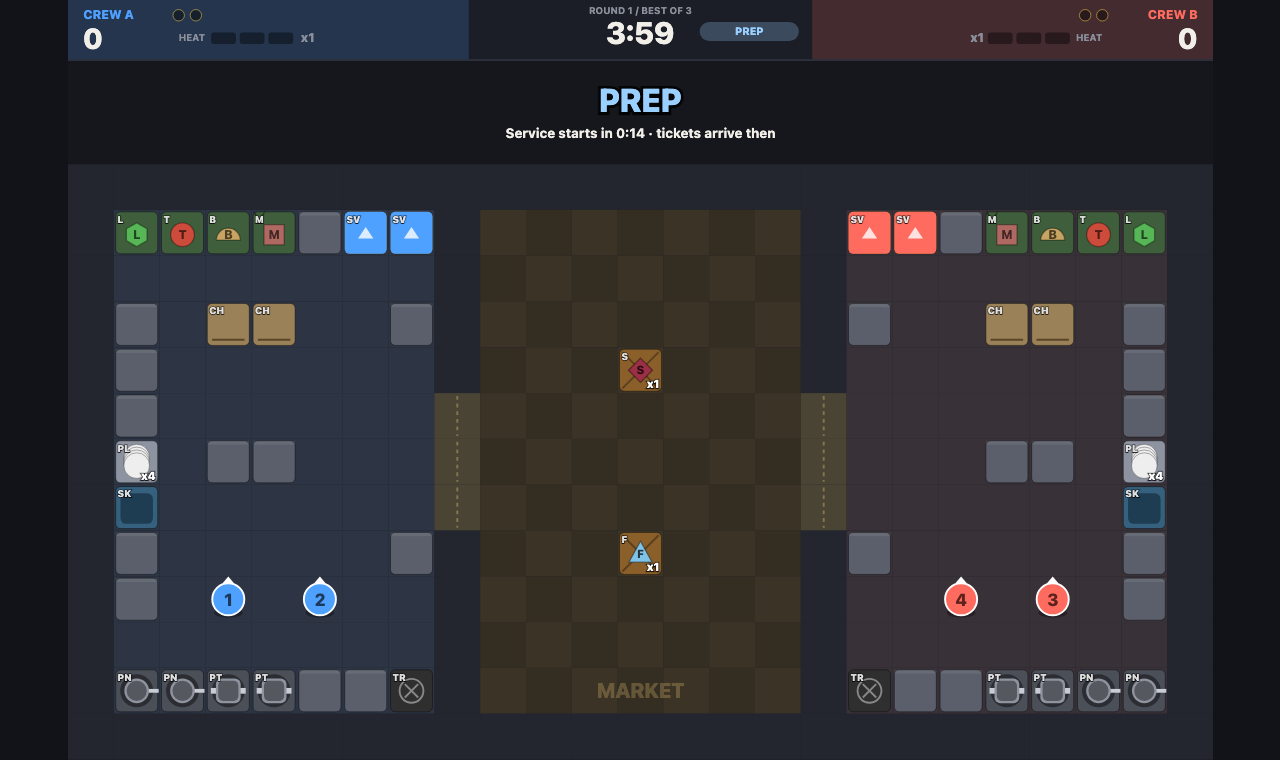 CREW A
0
HEAT
x1
ROUND 1 / BEST OF 3
3:59
PREP
x1
HEAT
CREW B
0
PREP
Service starts in 0:14 · tickets arrive then
L
L
T
T
B
B
M
M
SV
SV
SV
SV
M
M
B
B
T
T
L
L
CH
CH
CH
CH
S
S
x1
PL
x4
PL
x4
SK
SK
F
F
x1
1
2
4
3
PN
PN
PT
PT
TR
MARKET
TR
PT
PT
PN
PN